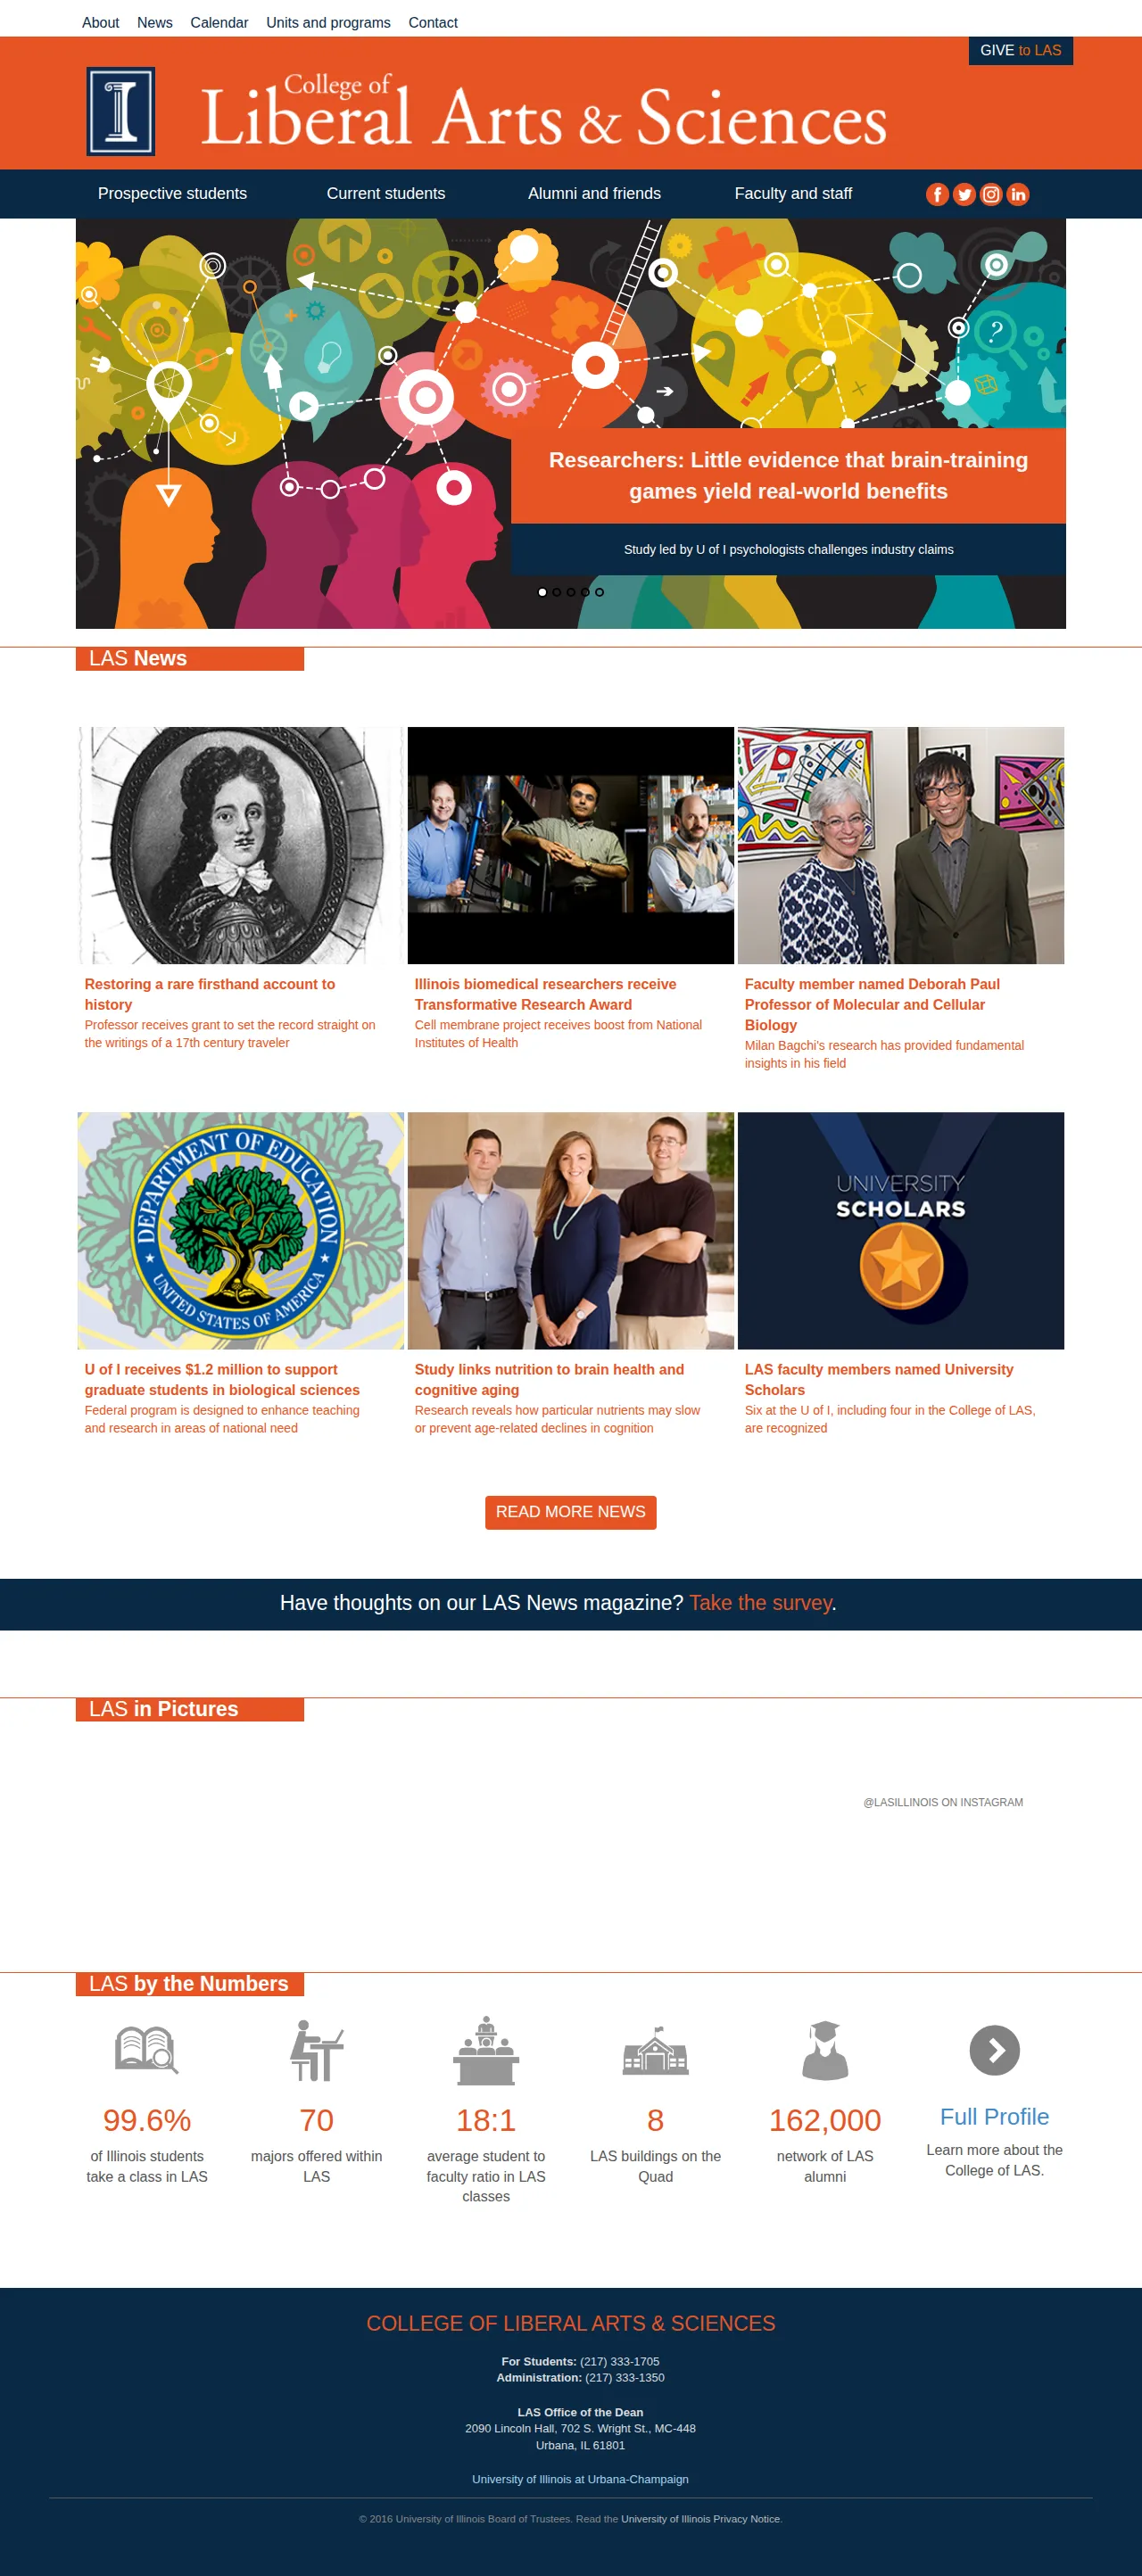 About News Calendar Units and programs Contact
GIVE to LAS
College of
Liberal Arts & Sciences
Prospective students Current students Alumni and friends Faculty and staff
Researchers: Little evidence that brain-training
games yield real-world benefits
Study led by U of I psychologists challenges industry claims
LAS News
Restoring a rare firsthand account to
history
Professor receives grant to set the record straight on
the writings of a 17th century traveler
Illinois biomedical researchers receive
Transformative Research Award
Cell membrane project receives boost from National
Institutes of Health
Faculty member named Deborah Paul
Professor of Molecular and Cellular
Biology
Milan Bagchi's research has provided fundamental
insights in his field
DEPARTMENT OF EDUCATION
UNITED STATES OF AMERICA
UNIVERSITY
SCHOLARS
U of I receives $1.2 million to support
graduate students in biological sciences
Federal program is designed to enhance teaching
and research in areas of national need
Study links nutrition to brain health and
cognitive aging
Research reveals how particular nutrients may slow
or prevent age-related declines in cognition
LAS faculty members named University
Scholars
Six at the U of I, including four in the College of LAS,
are recognized
READ MORE NEWS
Have thoughts on our LAS News magazine? Take the survey.
LAS in Pictures
@LASILLINOIS ON INSTAGRAM
LAS by the Numbers
99.6%
of Illinois students
take a class in LAS
70
majors offered within
LAS
18:1
average student to
faculty ratio in LAS
classes
8
LAS buildings on the
Quad
162,000
network of LAS
alumni
Full Profile
Learn more about the
College of LAS.
COLLEGE OF LIBERAL ARTS & SCIENCES
For Students: (217) 333-1705
Administration: (217) 333-1350
LAS Office of the Dean
2090 Lincoln Hall, 702 S. Wright St., MC-448
Urbana, IL 61801
University of Illinois at Urbana-Champaign
© 2016 University of Illinois Board of Trustees. Read the University of Illinois Privacy Notice.